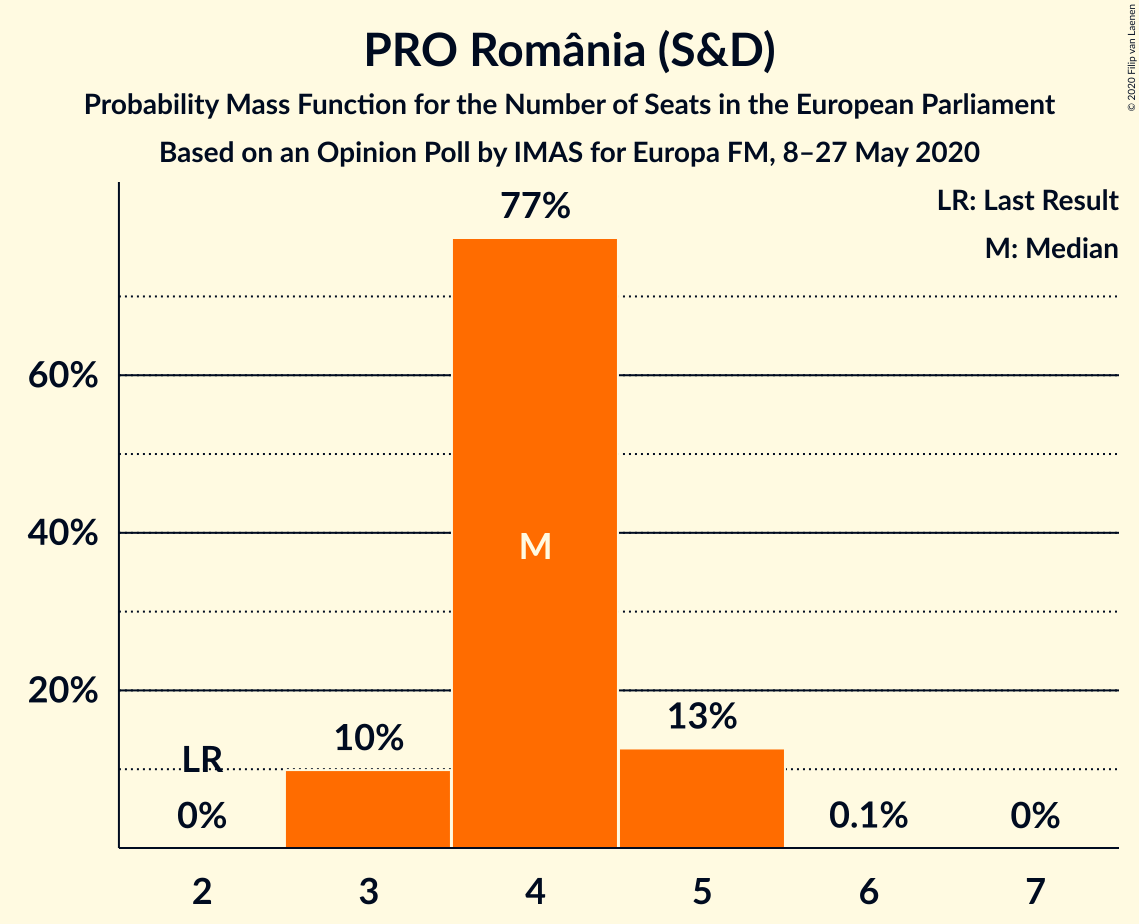 PRO România (S&D)
Probability Mass Function for the Number of Seats in the European Parliament
Based on an Opinion Poll by IMAS for Europa FM, 8–27 May 2020
© 2020 Filip van Laenen
LR: Last Result
M: Median
77%
60%
40%
20%
M
13%
10%
LR
0%
0.1%
0%
2 3 4 5 6 7